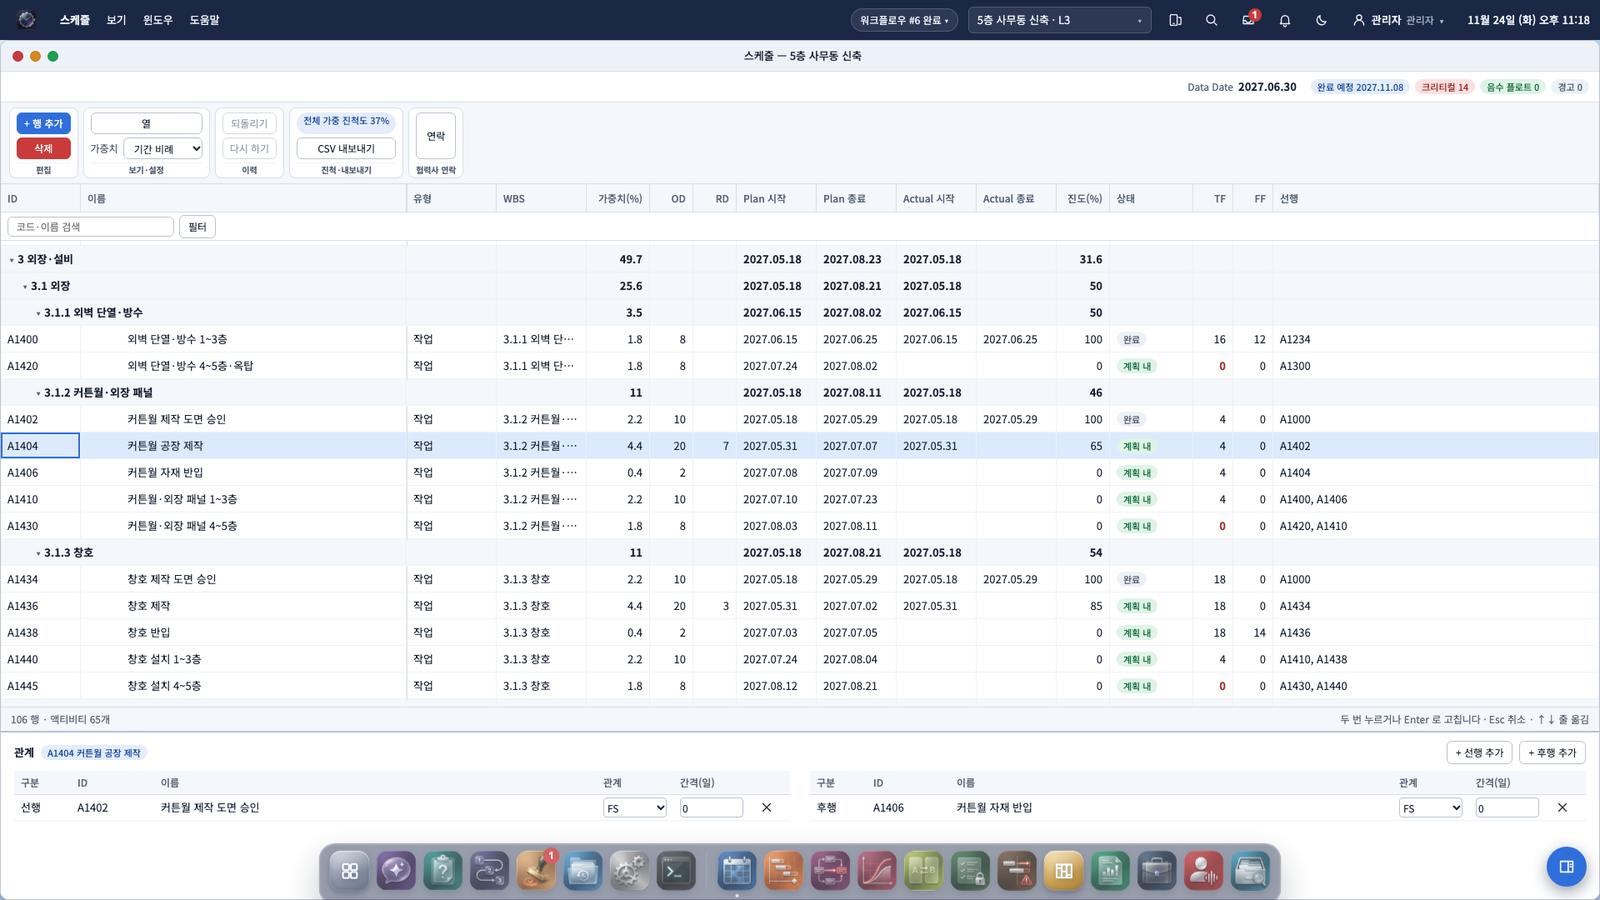 스케줄 보기 윈도우 도움말 워크플로우 #6 완료 ▾ 5층 사무동 신축 · L3 1 관리자 관리자 ▾ 11월 24일 (화) 오후 11:18
스케줄 — 5층 사무동 신축
Data Date 2027.06.30 완료 예정 2027.11.08 크리티컬 14 음수 플로트 0 경고 0
+ 행 추가 열 되돌리기 전체 가중 진척도 37% 연락
삭제 가중치 기간 비례 다시 하기 CSV 내보내기
편집 보기·설정 이력 진척·내보내기 협력사 연락
ID 이름 유형 WBS 가중치(%) OD RD Plan 시작 Plan 종료 Actual 시작 Actual 종료 진도(%) 상태 TF FF 선행
코드·이름 검색 필터
▾ 3 외장·설비 49.7 2027.05.18 2027.08.23 2027.05.18 31.6
▾ 3.1 외장 25.6 2027.05.18 2027.08.21 2027.05.18 50
▾ 3.1.1 외벽 단열·방수 3.5 2027.06.15 2027.08.02 2027.06.15 50
A1400 외벽 단열·방수 1~3층 작업 3.1.1 외벽 단··· 1.8 8 2027.06.15 2027.06.25 2027.06.15 2027.06.25 100 완료 16 12 A1234
A1420 외벽 단열·방수 4~5층·옥탑 작업 3.1.1 외벽 단··· 1.8 8 2027.07.24 2027.08.02 0 계획 내 0 0 A1300
▾ 3.1.2 커튼월·외장 패널 11 2027.05.18 2027.08.11 2027.05.18 46
A1402 커튼월 제작 도면 승인 작업 3.1.2 커튼월···· 2.2 10 2027.05.18 2027.05.29 2027.05.18 2027.05.29 100 완료 4 0 A1000
A1404 커튼월 공장 제작 작업 3.1.2 커튼월···· 4.4 20 7 2027.05.31 2027.07.07 2027.05.31 65 계획 내 4 0 A1402
A1406 커튼월 자재 반입 작업 3.1.2 커튼월···· 0.4 2 2027.07.08 2027.07.09 0 계획 내 4 0 A1404
A1410 커튼월·외장 패널 1~3층 작업 3.1.2 커튼월···· 2.2 10 2027.07.10 2027.07.23 0 계획 내 4 0 A1400, A1406
A1430 커튼월·외장 패널 4~5층 작업 3.1.2 커튼월···· 1.8 8 2027.08.03 2027.08.11 0 계획 내 0 0 A1420, A1410
▾ 3.1.3 창호 11 2027.05.18 2027.08.21 2027.05.18 54
A1434 창호 제작 도면 승인 작업 3.1.3 창호 2.2 10 2027.05.18 2027.05.29 2027.05.18 2027.05.29 100 완료 18 0 A1000
A1436 창호 제작 작업 3.1.3 창호 4.4 20 3 2027.05.31 2027.07.02 2027.05.31 85 계획 내 18 0 A1434
A1438 창호 반입 작업 3.1.3 창호 0.4 2 2027.07.03 2027.07.05 0 계획 내 18 14 A1436
A1440 창호 설치 1~3층 작업 3.1.3 창호 2.2 10 2027.07.24 2027.08.04 0 계획 내 4 0 A1410, A1438
A1445 창호 설치 4~5층 작업 3.1.3 창호 1.8 8 2027.08.12 2027.08.21 0 계획 내 0 0 A1430, A1440
106 행 · 액티비티 65개 두 번 누르거나 Enter 로 고칩니다 · Esc 취소 · ↑↓ 줄 옮김
관계 A1404 커튼월 공장 제작 + 선행 추가 + 후행 추가
구분 ID 이름 관계 간격(일) 구분 ID 이름 관계 간격(일)
선행 A1402 커튼월 제작 도면 승인 FS 0 후행 A1406 커튼월 자재 반입 FS 0
1